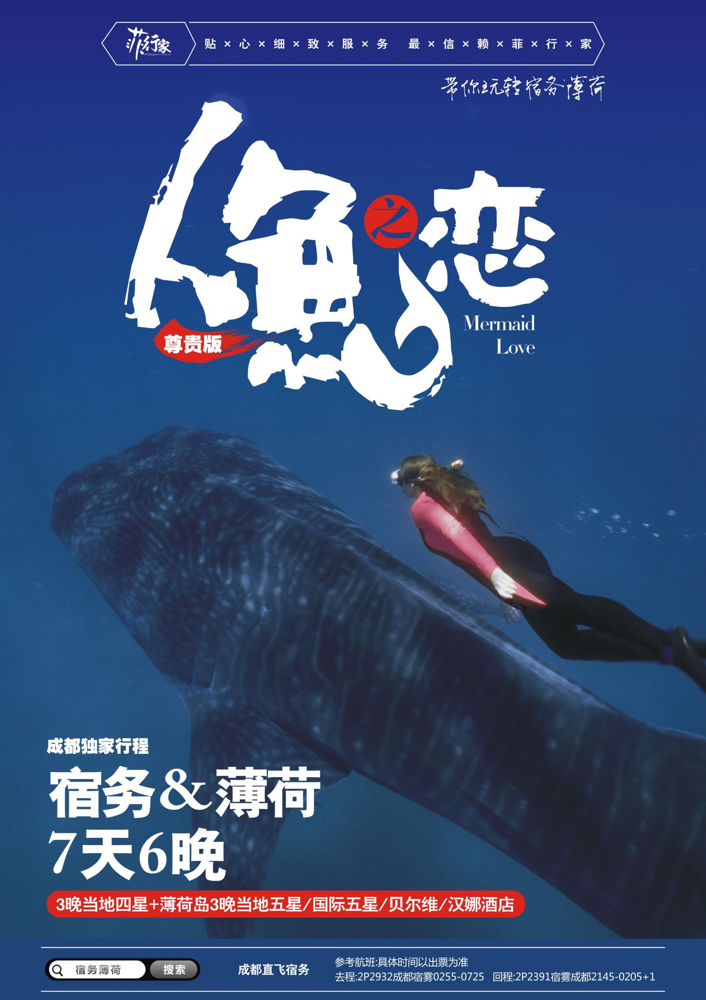 菲行家
Philippines Travel
贴×心×细×致×服×务 最×信×赖×菲×行×家
带你玩转宿务·薄荷
人鱼之恋
尊贵版
Mermaid
Love
成都独家行程
宿务&薄荷
7天6晚
3晚当地四星+薄荷岛3晚当地五星/国际五星/贝尔维/汉娜酒店
宿务薄荷 搜索
成都直飞宿务
参考航班:具体时间以出票为准
去程:2P2932成都宿雾0255-0725 回程:2P2391宿雾成都2145-0205+1